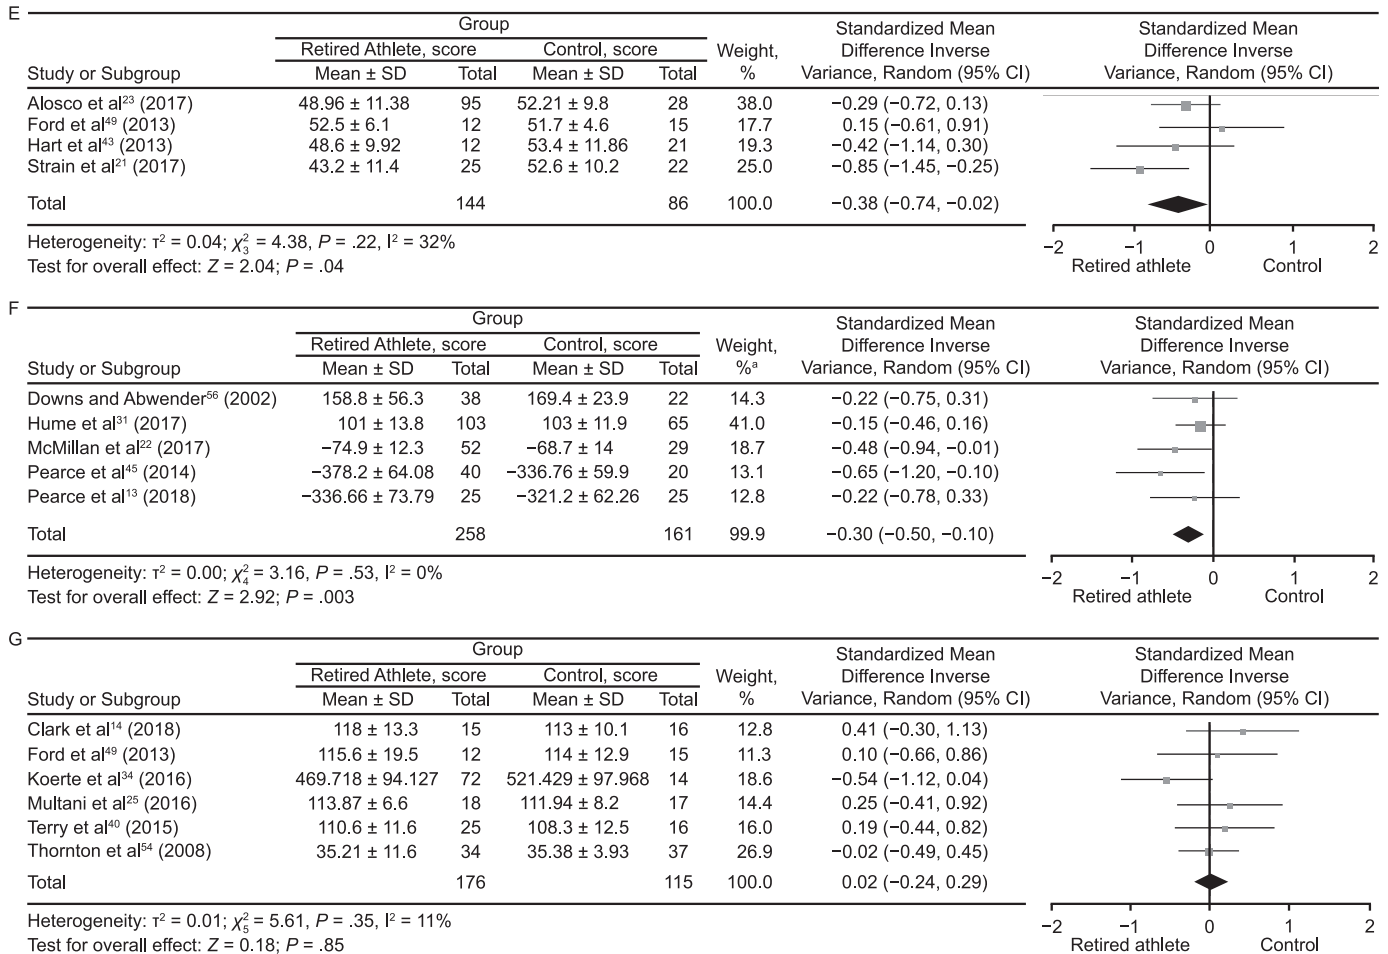 E
Group
Retired Athlete, score Control, score Weight, Standardized Mean Difference Inverse Standardized Mean Difference Inverse
Study or Subgroup Mean ± SD Total Mean ± SD Total % Variance, Random (95% CI) Variance, Random (95% CI)
Alosco et al23 (2017) 48.96 ± 11.38 95 52.21 ± 9.8 28 38.0 −0.29 (−0.72, 0.13)
Ford et al49 (2013) 52.5 ± 6.1 12 51.7 ± 4.6 15 17.7 0.15 (−0.61, 0.91)
Hart et al43 (2013) 48.6 ± 9.92 12 53.4 ± 11.86 21 19.3 −0.42 (−1.14, 0.30)
Strain et al21 (2017) 43.2 ± 11.4 25 52.6 ± 10.2 22 25.0 −0.85 (−1.45, −0.25)
Total 144 86 100.0 −0.38 (−0.74, −0.02)
Heterogeneity: τ2 = 0.04; χ23 = 4.38, P = .22, I2 = 32%
Test for overall effect: Z = 2.04; P = .04
−2 −1 0 1 2
Retired athlete Control
F
Group
Retired Athlete, score Control, score Weight, Standardized Mean Difference Inverse Standardized Mean Difference Inverse
Study or Subgroup Mean ± SD Total Mean ± SD Total %a Variance, Random (95% CI) Variance, Random (95% CI)
Downs and Abwender56 (2002) 158.8 ± 56.3 38 169.4 ± 23.9 22 14.3 −0.22 (−0.75, 0.31)
Hume et al31 (2017) 101 ± 13.8 103 103 ± 11.9 65 41.0 −0.15 (−0.46, 0.16)
McMillan et al22 (2017) −74.9 ± 12.3 52 −68.7 ± 14 29 18.7 −0.48 (−0.94, −0.01)
Pearce et al45 (2014) −378.2 ± 64.08 40 −336.76 ± 59.9 20 13.1 −0.65 (−1.20, −0.10)
Pearce et al13 (2018) −336.66 ± 73.79 25 −321.2 ± 62.26 25 12.8 −0.22 (−0.78, 0.33)
Total 258 161 99.9 −0.30 (−0.50, −0.10)
Heterogeneity: τ2 = 0.00; χ24 = 3.16, P = .53, I2 = 0%
Test for overall effect: Z = 2.92; P = .003
−2 −1 0 1 2
Retired athlete Control
G
Group
Retired Athlete, score Control, score Weight, Standardized Mean Difference Inverse Standardized Mean Difference Inverse
Study or Subgroup Mean ± SD Total Mean ± SD Total % Variance, Random (95% CI) Variance, Random (95% CI)
Clark et al14 (2018) 118 ± 13.3 15 113 ± 10.1 16 12.8 0.41 (−0.30, 1.13)
Ford et al49 (2013) 115.6 ± 19.5 12 114 ± 12.9 15 11.3 0.10 (−0.66, 0.86)
Koerte et al34 (2016) 469.718 ± 94.127 72 521.429 ± 97.968 14 18.6 −0.54 (−1.12, 0.04)
Multani et al25 (2016) 113.87 ± 6.6 18 111.94 ± 8.2 17 14.4 0.25 (−0.41, 0.92)
Terry et al40 (2015) 110.6 ± 11.6 25 108.3 ± 12.5 16 16.0 0.19 (−0.44, 0.82)
Thornton et al54 (2008) 35.21 ± 11.6 34 35.38 ± 3.93 37 26.9 −0.02 (−0.49, 0.45)
Total 176 115 100.0 0.02 (−0.24, 0.29)
Heterogeneity: τ2 = 0.01; χ25 = 5.61, P = .35, I2 = 11%
Test for overall effect: Z = 0.18; P = .85
−2 −1 0 1 2
Retired athlete Control